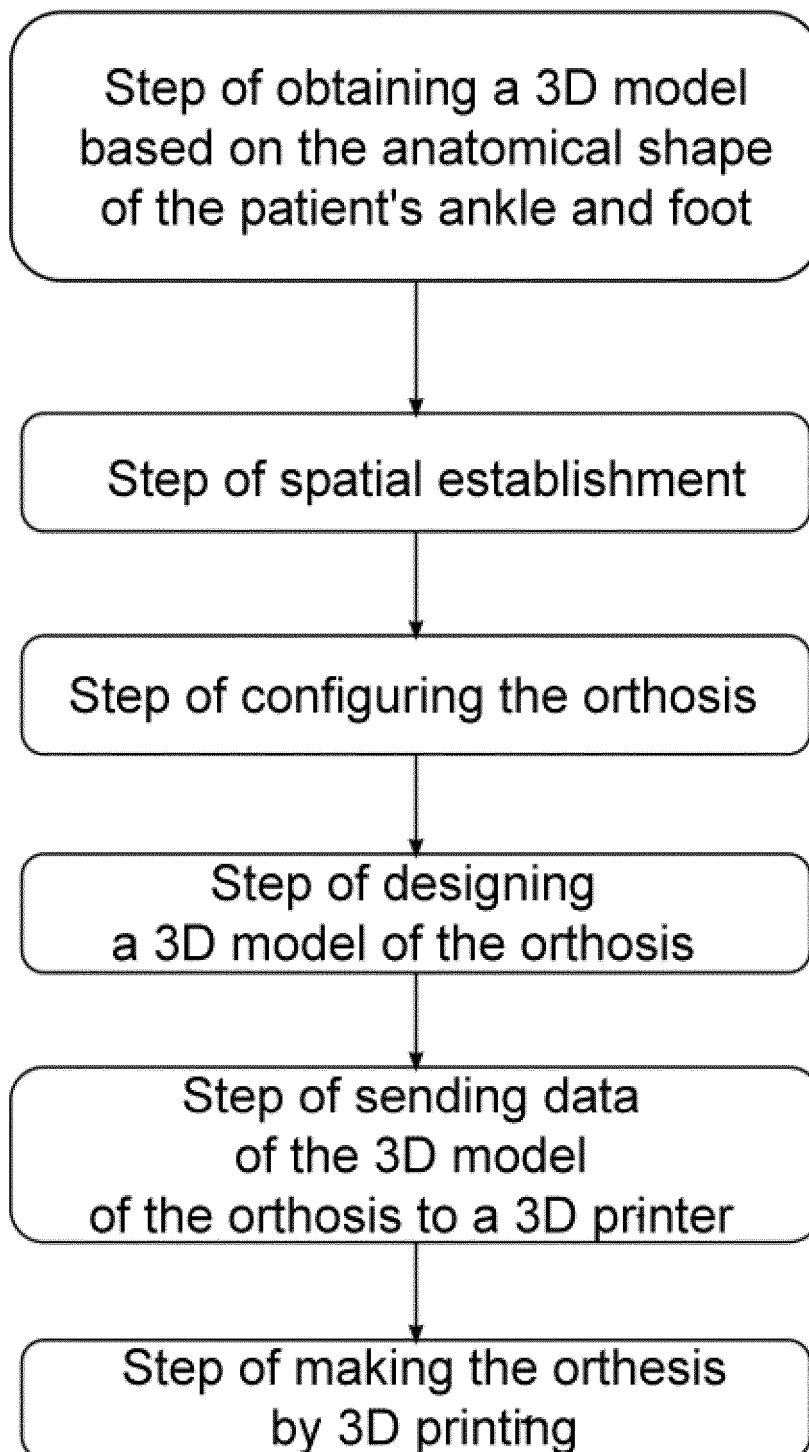 Step of obtaining a 3D model
based on the anatomical shape
of the patient's ankle and foot
Step of spatial establishment
Step of configuring the orthosis
Step of designing
a 3D model of the orthosis
Step of sending data
of the 3D model
of the orthosis to a 3D printer
Step of making the orthesis
by 3D printing